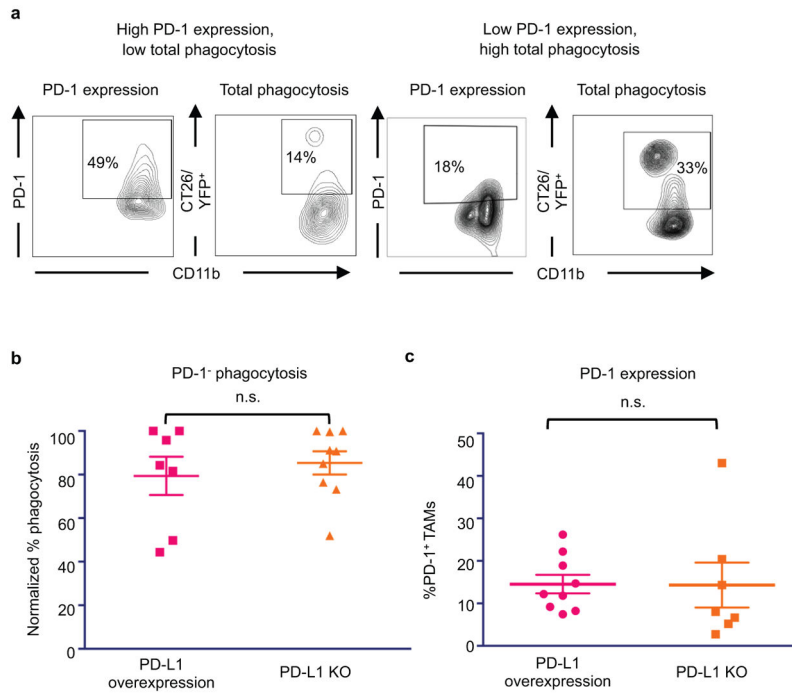 a
High PD-1 expression,
low total phagocytosis
Low PD-1 expression,
high total phagocytosis
PD-1 expression
Total phagocytosis
PD-1 expression
Total phagocytosis
PD-1
49%
CT26/
YFP⁺
14%
PD-1
18%
CT26/
YFP⁺
33%
CD11b
CD11b
b
PD-1⁻ phagocytosis
n.s.
Normalized % phagocytosis
100
80
60
40
20
0
PD-L1
overexpression
PD-L1 KO
c
PD-1 expression
n.s.
%PD-1⁺ TAMs
50
40
30
20
10
0
PD-L1
overexpression
PD-L1 KO